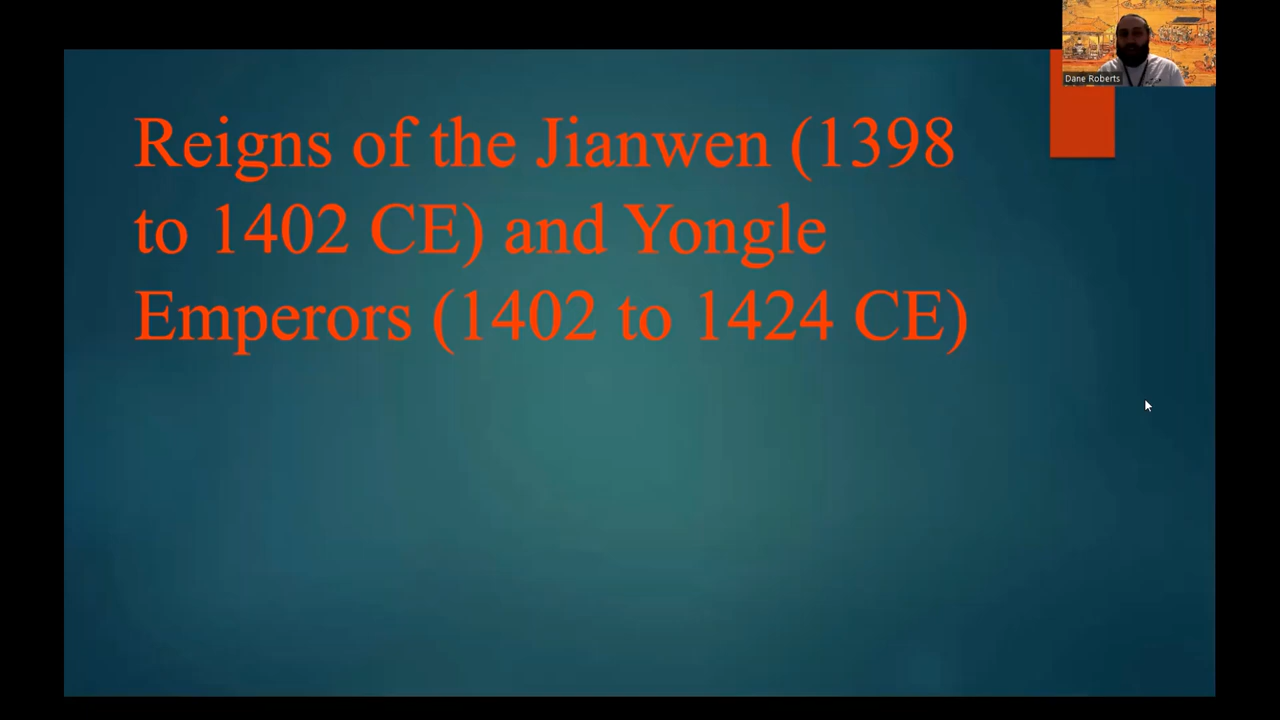 Dane Roberts
Reigns of the Jianwen (1398
to 1402 CE) and Yongle
Emperors (1402 to 1424 CE)